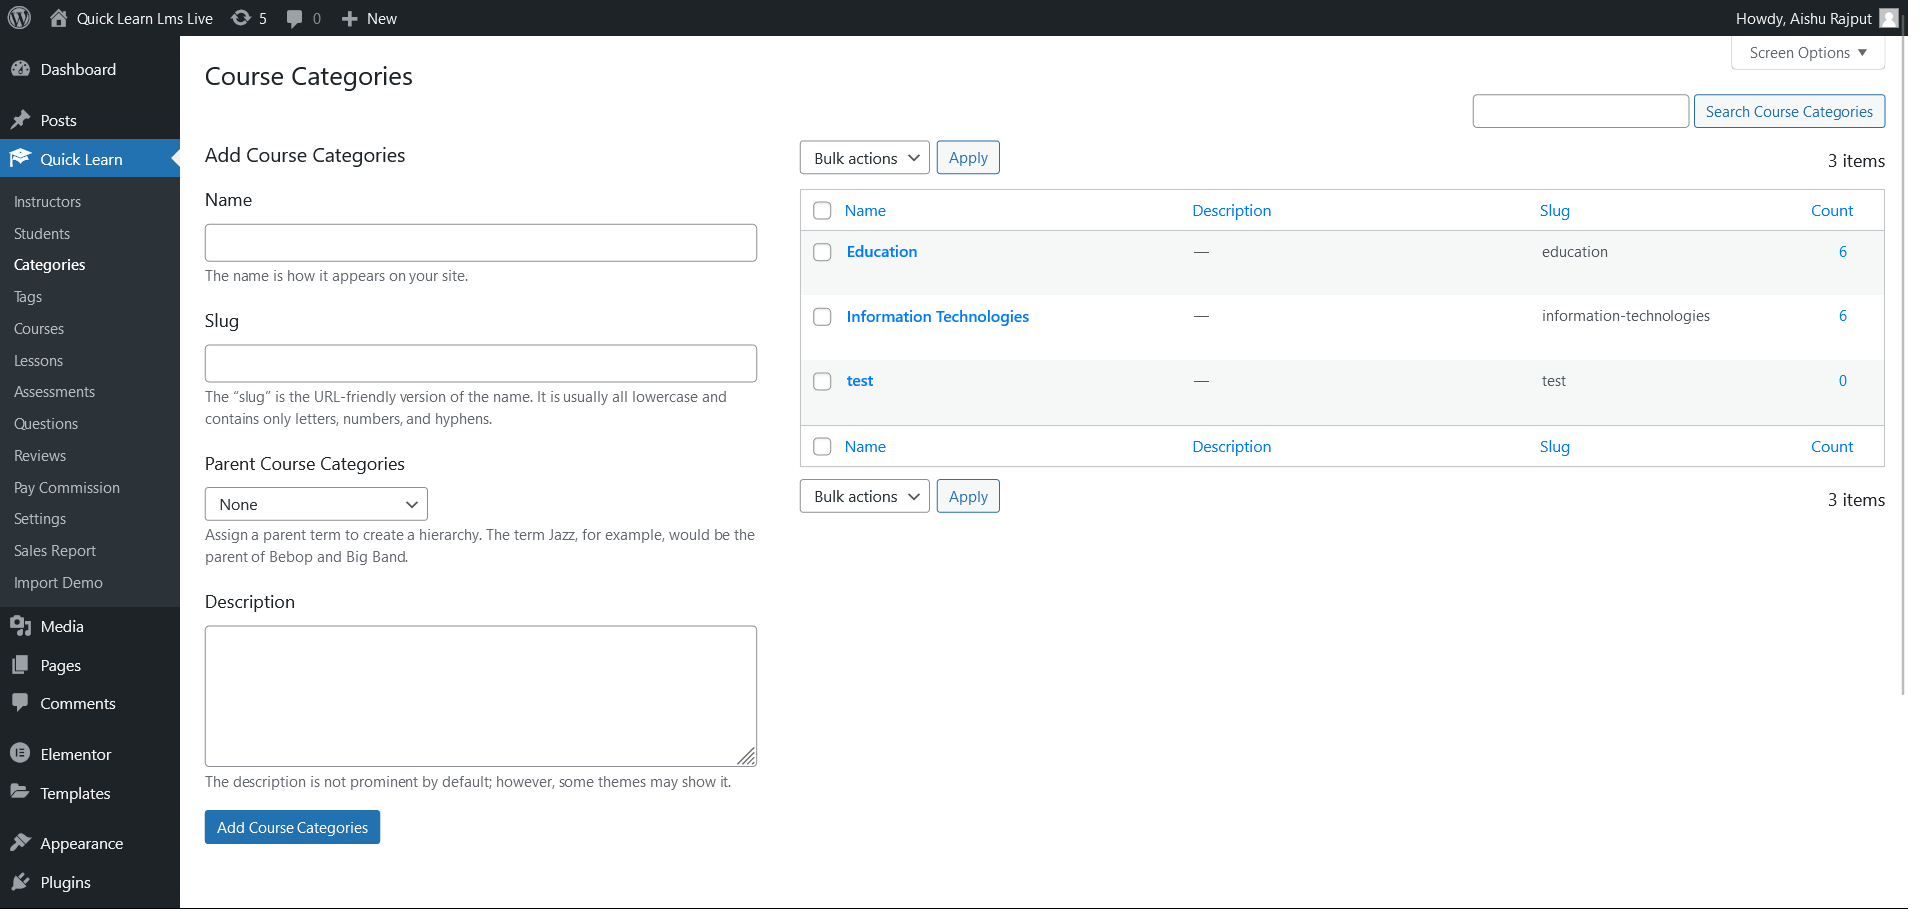 Quick Learn Lms Live 5 0 New Howdy, Aishu Rajput
Dashboard
Posts
Quick Learn
Instructors
Students
Categories
Tags
Courses
Lessons
Assessments
Questions
Reviews
Pay Commission
Settings
Sales Report
Import Demo
Media
Pages
Comments
Elementor
Templates
Appearance
Plugins
Screen Options
Course Categories
Search Course Categories
Add Course Categories
Name
The name is how it appears on your site.
Slug
The “slug” is the URL-friendly version of the name. It is usually all lowercase and
contains only letters, numbers, and hyphens.
Parent Course Categories
None
Assign a parent term to create a hierarchy. The term Jazz, for example, would be the
parent of Bebop and Big Band.
Description
The description is not prominent by default; however, some themes may show it.
Add Course Categories
Bulk actions Apply 3 items
Name Description Slug Count
Education — education 6
Information Technologies — information-technologies 6
test — test 0
Name Description Slug Count
Bulk actions Apply 3 items